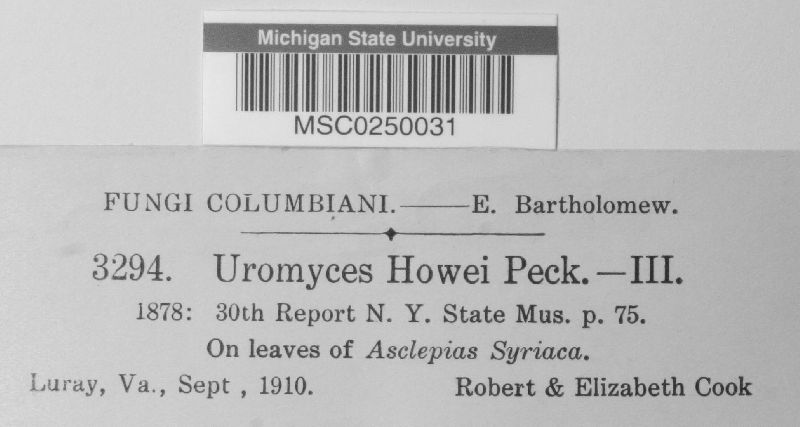 Michigan State University
MSC0250031
FUNGI COLUMBIANI.——E. Bartholomew.
3294. Uromyces Howei Peck.—III.
1878: 30th Report N. Y. State Mus. p. 75.
On leaves of Asclepias Syriaca.
Luray, Va., Sept , 1910. Robert & Elizabeth Cook